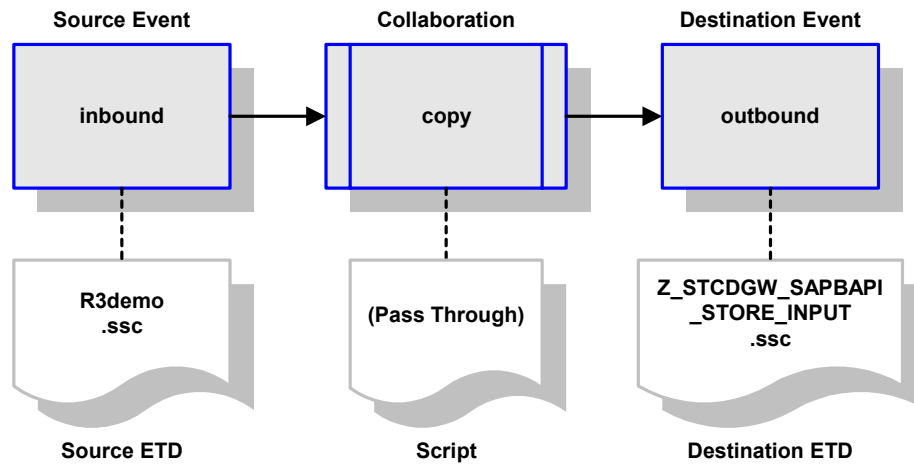 Source Event
Collaboration
Destination Event
inbound
copy
outbound
R3demo
.ssc
(Pass Through)
Z_STCDGW_SAPBAPI
_STORE_INPUT
.ssc
Source ETD
Script
Destination ETD